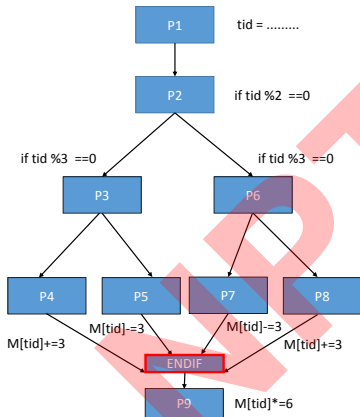 P1
tid = .........
P2
if tid %2 ==0
if tid %3 ==0
if tid %3 ==0
P3
P6
P4
P5
P7
P8
M[tid]+=3
M[tid]-=3
M[tid]-=3
M[tid]+=3
ENDIF
P9
M[tid]*=6
NPT